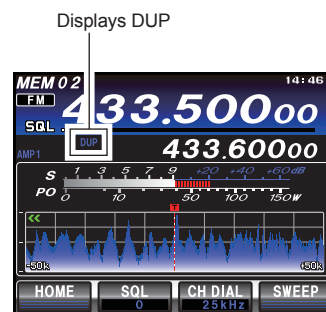 Displays DUP
MEM 02 14:46
FM 433.50000
SQL
DUP
AMP1 433.60000
S 1 3 5 7 9 +20 +40 +60dB
PO 0 10 50 100 150W
T
<<
-50k +50k
HOME SQL 0 CH DIAL 25kHz SWEEP